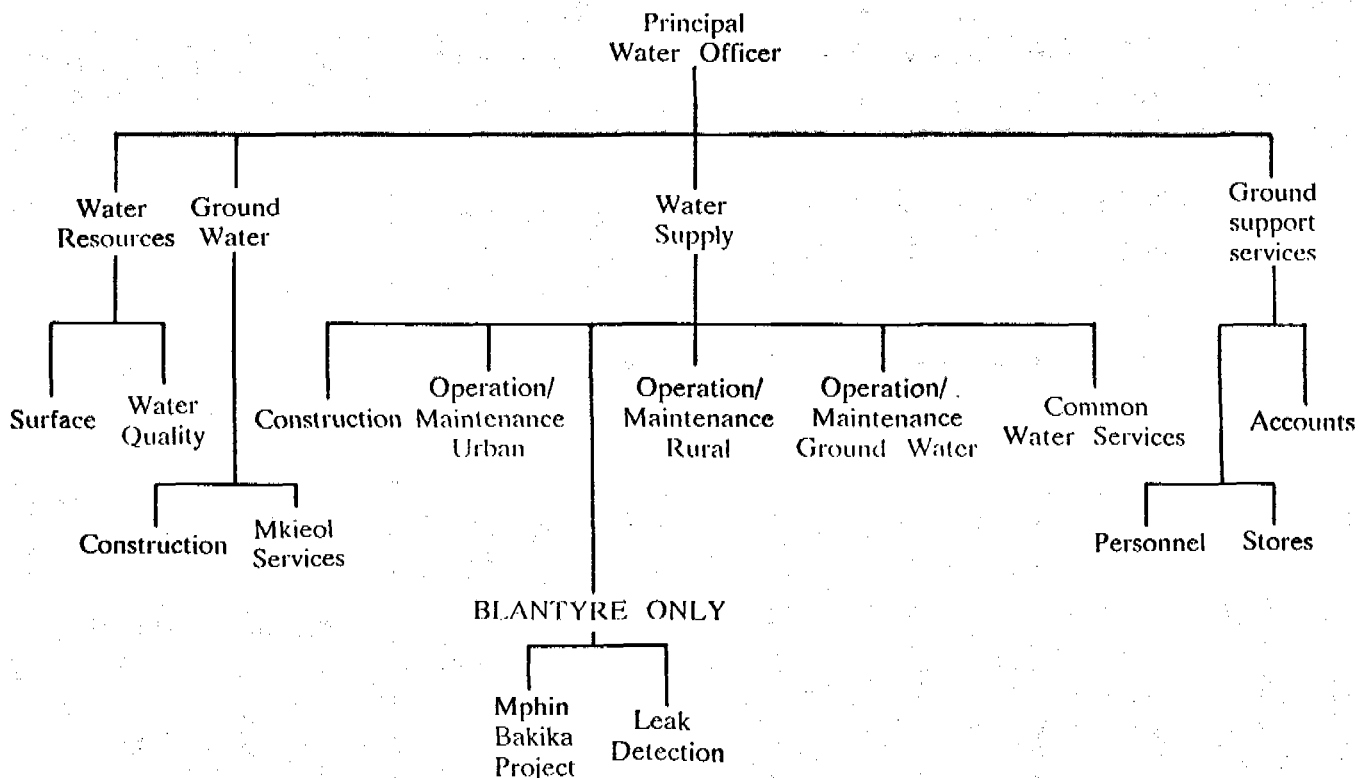 Principal
Water Officer
Water
Resources
Ground
Water
Water
Supply
Ground
support
services
Surface
Water
Quality
Construction
Operation/
Maintenance
Urban
Operation/
Maintenance
Rural
Operation/
Maintenance
Ground Water
Common
Water Services
Accounts
Construction
Mkieol
Services
Personnel
Stores
BLANTYRE ONLY
Mphin
Bakika
Project
Leak
Detection